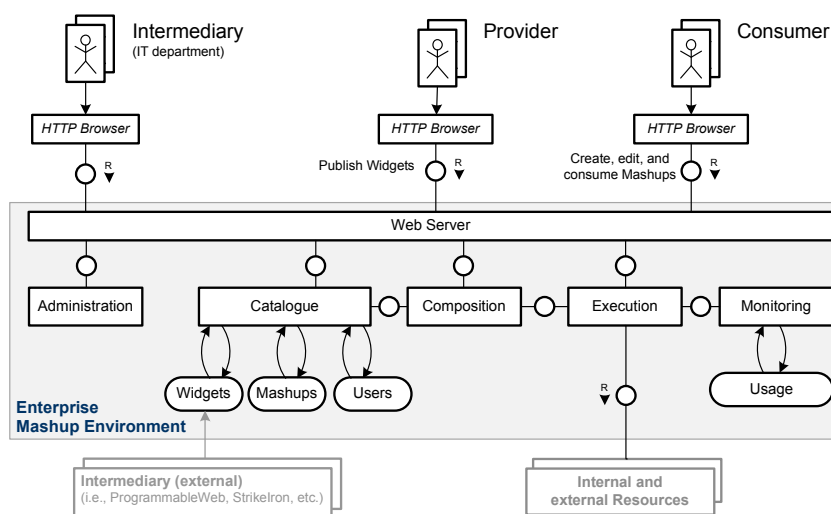 Intermediary
(IT department)
Provider
Consumer
HTTP Browser
HTTP Browser
HTTP Browser
R
Publish Widgets
R
Create, edit, and
consume Mashups
R
Web Server
Administration
Catalogue
Composition
Execution
Monitoring
Widgets
Mashups
Users
R
Usage
Enterprise
Mashup Environment
Intermediary (external)
(i.e., ProgrammableWeb, StrikeIron, etc.)
Internal and
external Resources